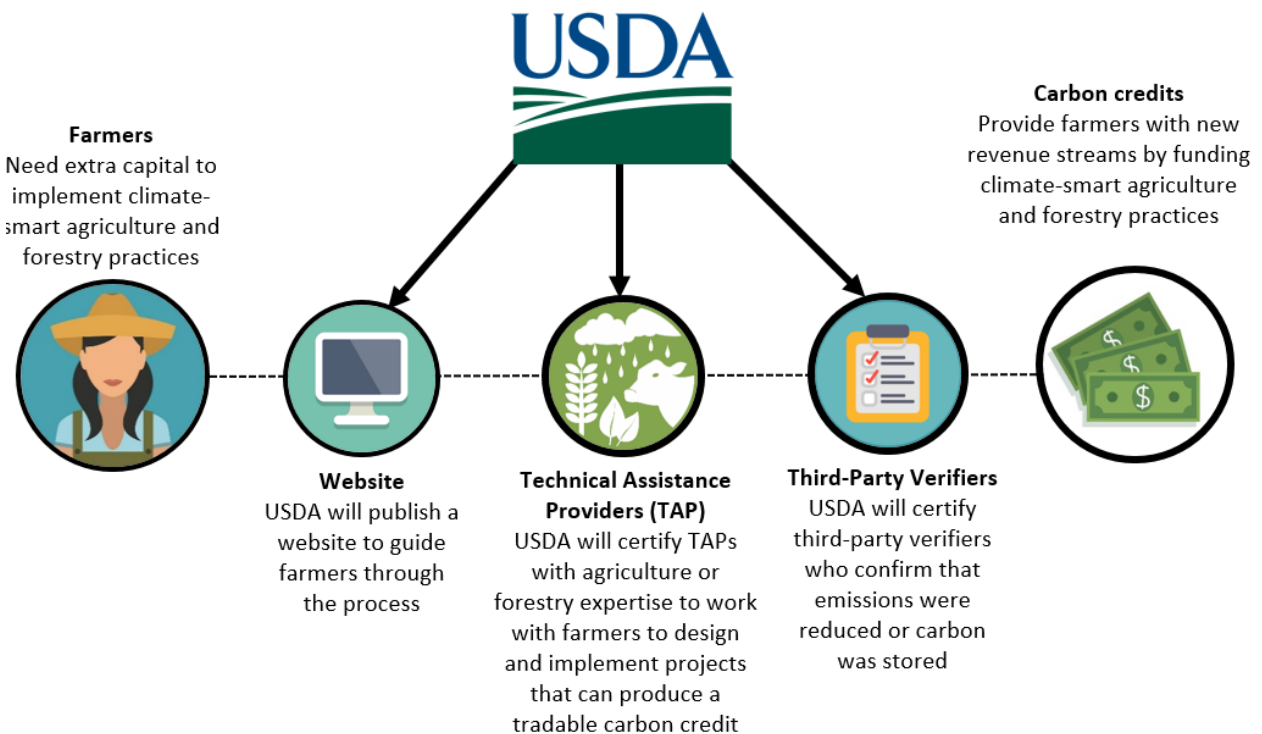 USDA
Farmers
Need extra capital to
implement climate-
smart agriculture and
forestry practices
Carbon credits
Provide farmers with new
revenue streams by funding
climate-smart agriculture
and forestry practices
$
$
$
Website
USDA will publish a
website to guide
farmers through
the process
Technical Assistance
Providers (TAP)
USDA will certify TAPs
with agriculture or
forestry expertise to work
with farmers to design
and implement projects
that can produce a
tradable carbon credit
Third-Party Verifiers
USDA will certify
third-party verifiers
who confirm that
emissions were
reduced or carbon
was stored